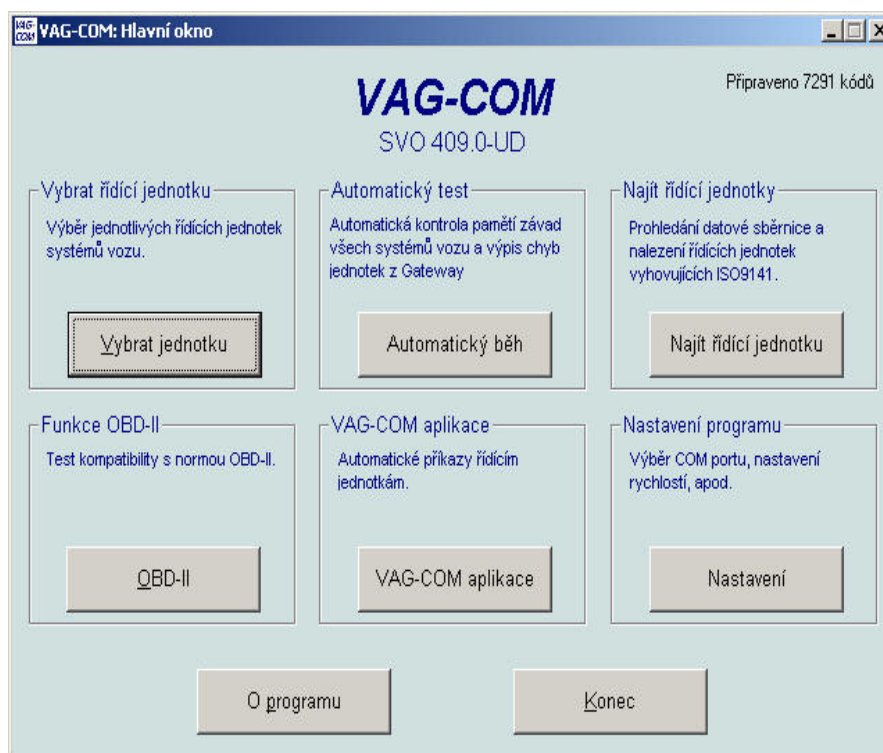 VAG-COM: Hlavní okno
VAG-COM
SVO 409.0-UD
Připraveno 7291 kódů
Vybrat řídící jednotku
Výběr jednotlivých řídících jednotek
systémů vozu.
Vybrat jednotku
Automatický test
Automatická kontrola pamětí závad
všech systémů vozu a výpis chyb
jednotek z Gateway
Automatický běh
Najít řídící jednotky
Prohledání datové sběrnice a
nalezení řídících jednotek
vyhovujících ISO9141.
Najít řídící jednotku
Funkce OBD-II
Test kompatibility s normou OBD-II.
OBD-II
VAG-COM aplikace
Automatické příkazy řídícím
jednotkám.
VAG-COM aplikace
Nastavení programu
Výběr COM portu, nastavení
rychlostí, apod.
Nastavení
O programu
Konec